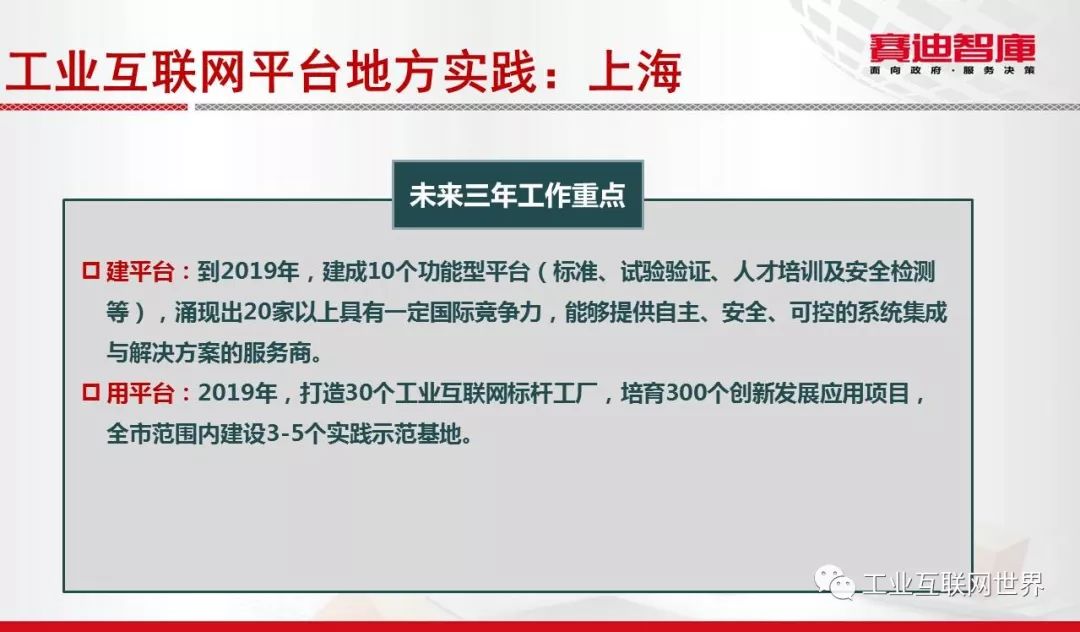 工业互联网平台地方实践：上海
赛迪智庫
面向政府·服务决策
未来三年工作重点
建平台：到2019年，建成10个功能型平台（标准、试验验证、人才培训及安全检测
等），涌现出20家以上具有一定国际竞争力，能够提供自主、安全、可控的系统集成
与解决方案的服务商。
用平台：2019年，打造30个工业互联网标杆工厂，培育300个创新发展应用项目，
全市范围内建设3-5个实践示范基地。
工业互联网世界